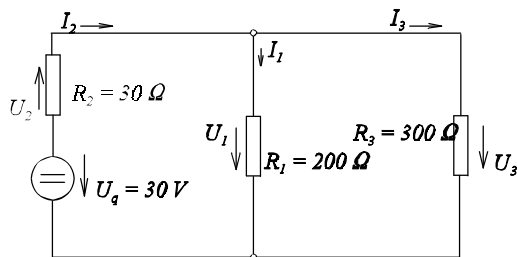 I2
I3
I1
U2
R2 = 30 Ω
U1
R3 = 300 Ω
R1 = 200 Ω
U3
Uq = 30 V